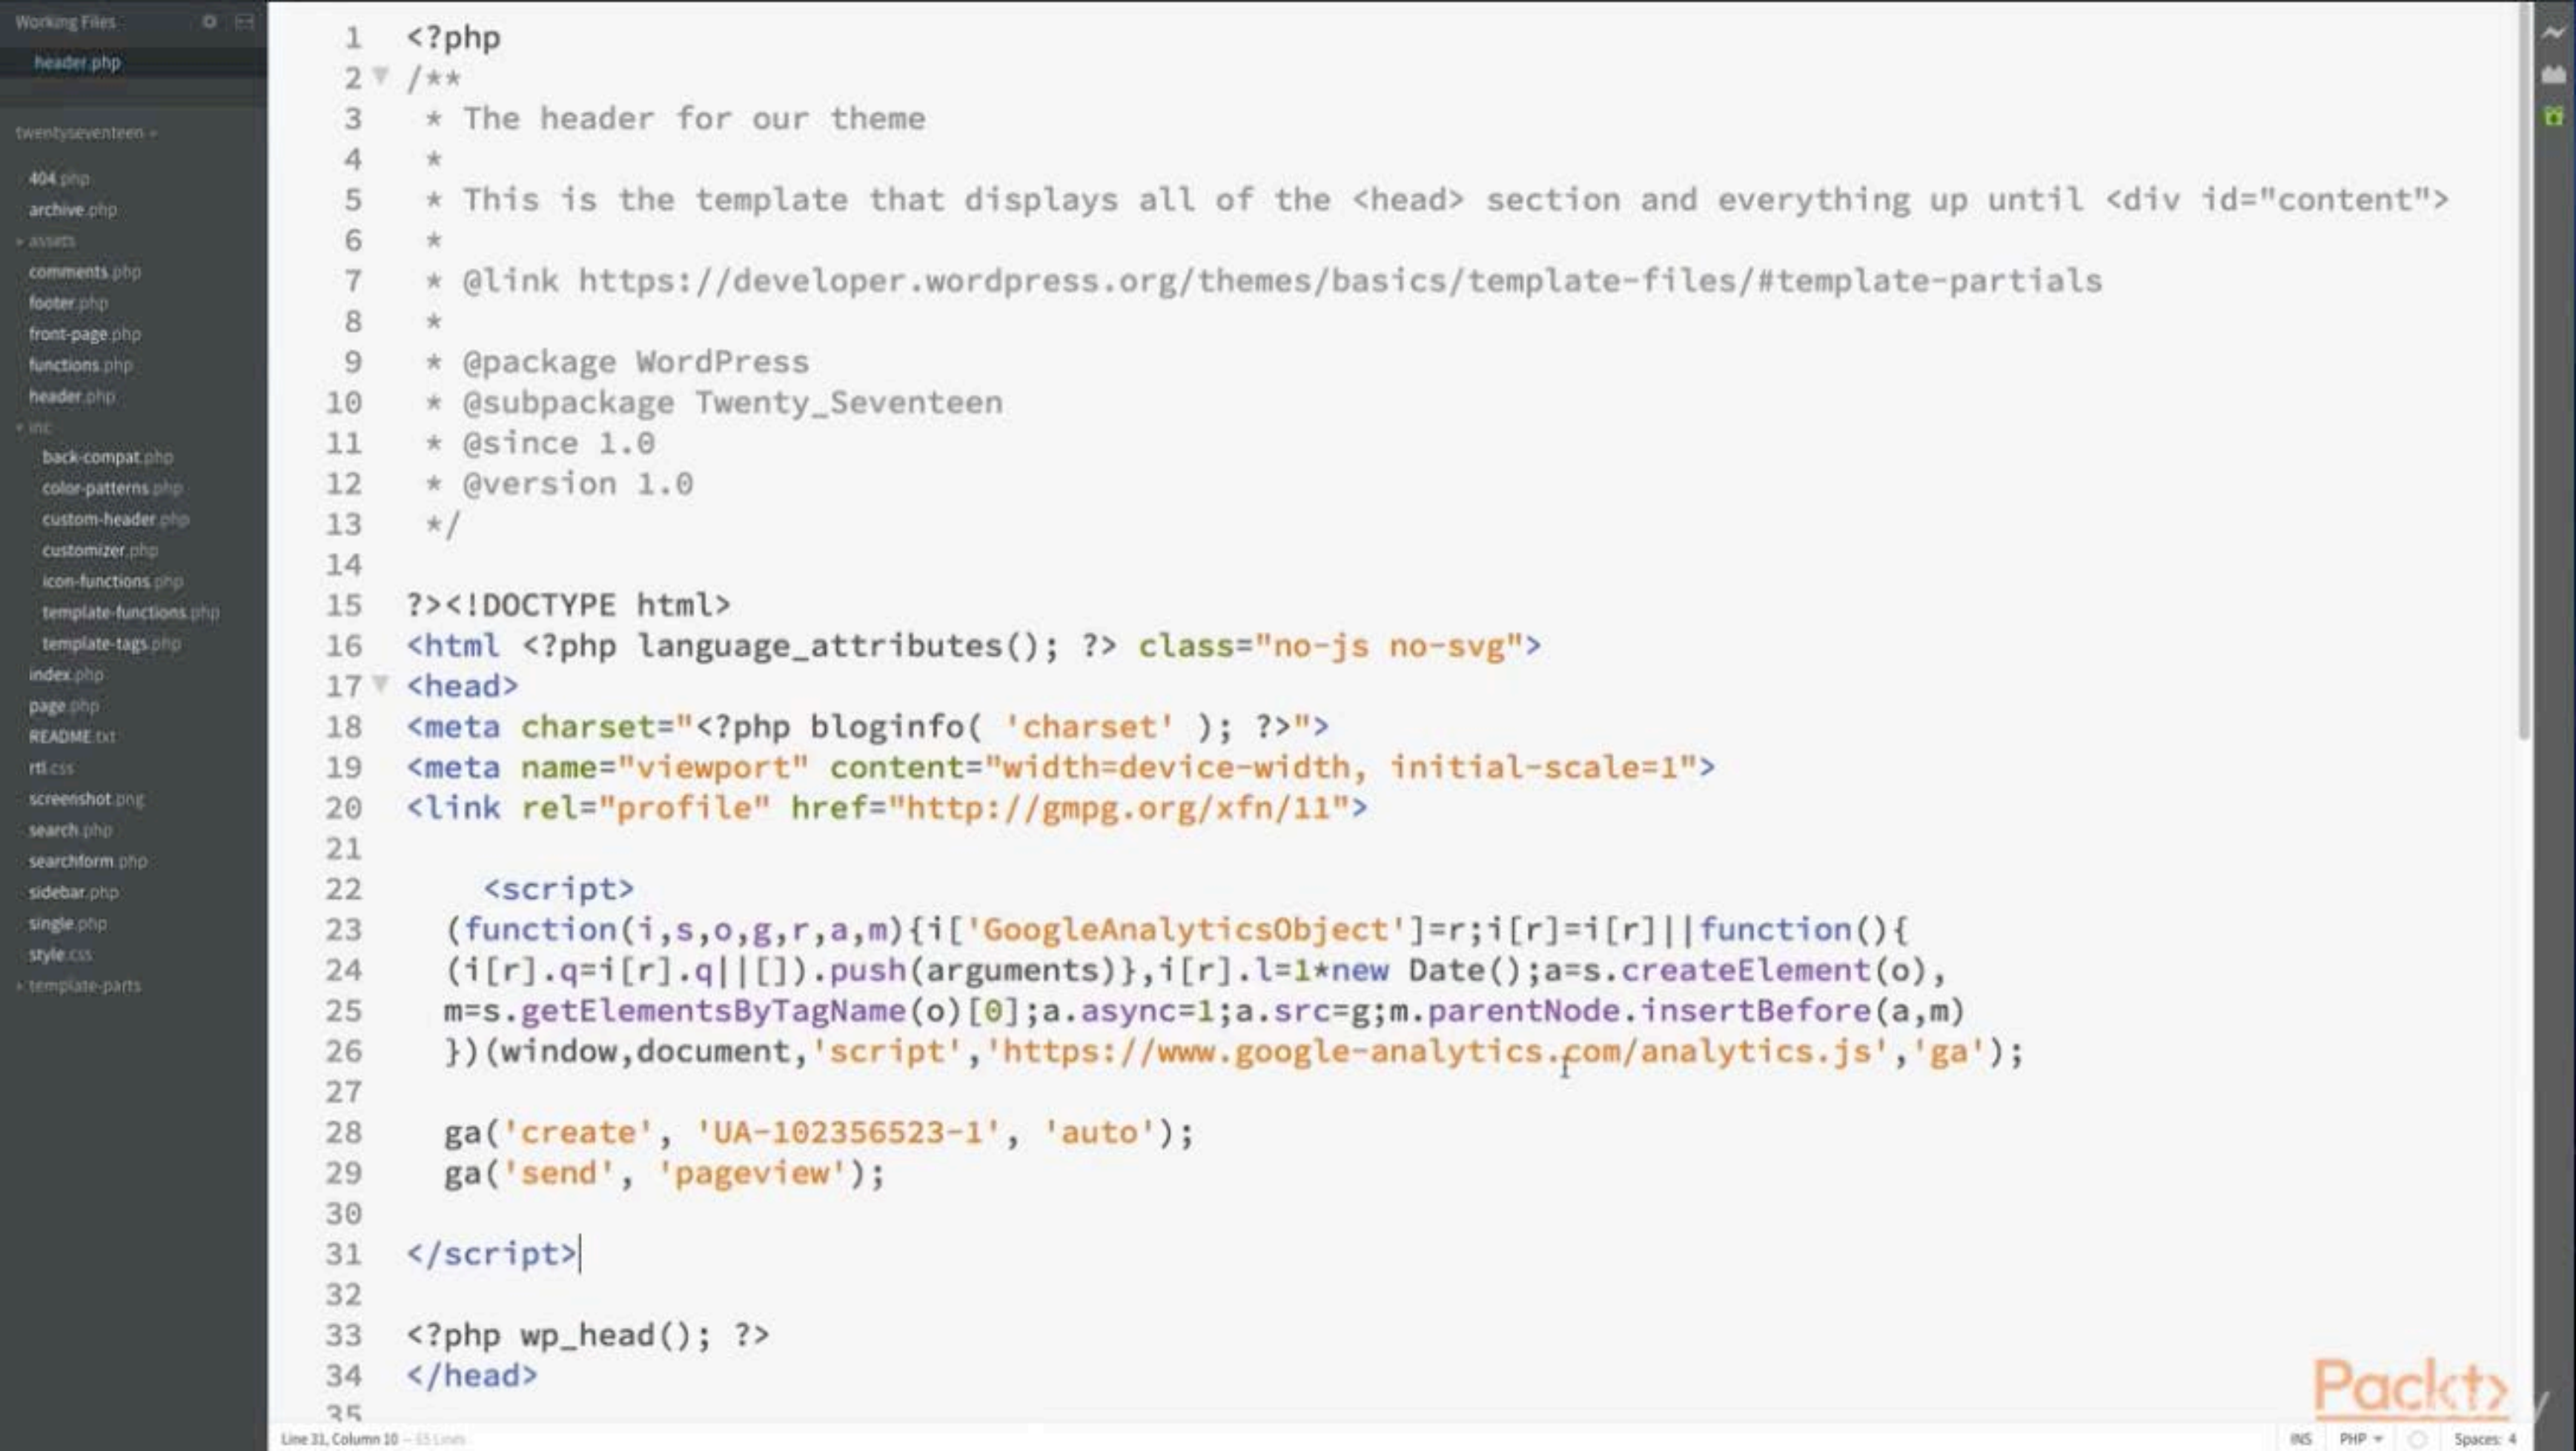 Working Files
header.php
twentyseventeen
404.php
archive.php
assets
comments.php
footer.php
front-page.php
functions.php
header.php
inc
back-compat.php
color-patterns.php
custom-header.php
customizer.php
icon-functions.php
template-functions.php
template-tags.php
index.php
page.php
README.txt
rtl.css
screenshot.png
search.php
searchform.php
sidebar.php
single.php
style.css
template-parts
1 <?php
2 /**
3  * The header for our theme
4  *
5  * This is the template that displays all of the <head> section and everything up until <div id="content">
6  *
7  * @link https://developer.wordpress.org/themes/basics/template-files/#template-partials
8  *
9  * @package WordPress
10  * @subpackage Twenty_Seventeen
11  * @since 1.0
12  * @version 1.0
13  */
14
15 ?><!DOCTYPE html>
16 <html <?php language_attributes(); ?> class="no-js no-svg">
17 <head>
18 <meta charset="<?php bloginfo( 'charset' ); ?>">
19 <meta name="viewport" content="width=device-width, initial-scale=1">
20 <link rel="profile" href="http://gmpg.org/xfn/11">
21
22     <script>
23   (function(i,s,o,g,r,a,m){i['GoogleAnalyticsObject']=r;i[r]=i[r]||function(){
24   (i[r].q=i[r].q||[]).push(arguments)},i[r].l=1*new Date();a=s.createElement(o),
25   m=s.getElementsByTagName(o)[0];a.async=1;a.src=g;m.parentNode.insertBefore(a,m)
26   })(window,document,'script','https://www.google-analytics.com/analytics.js','ga');
27
28   ga('create', 'UA-102356523-1', 'auto');
29   ga('send', 'pageview');
30
31 </script>
32
33 <?php wp_head(); ?>
34 </head>
35
Packt>
Line 31, Column 10 — 65 Lines
INS PHP Spaces: 4